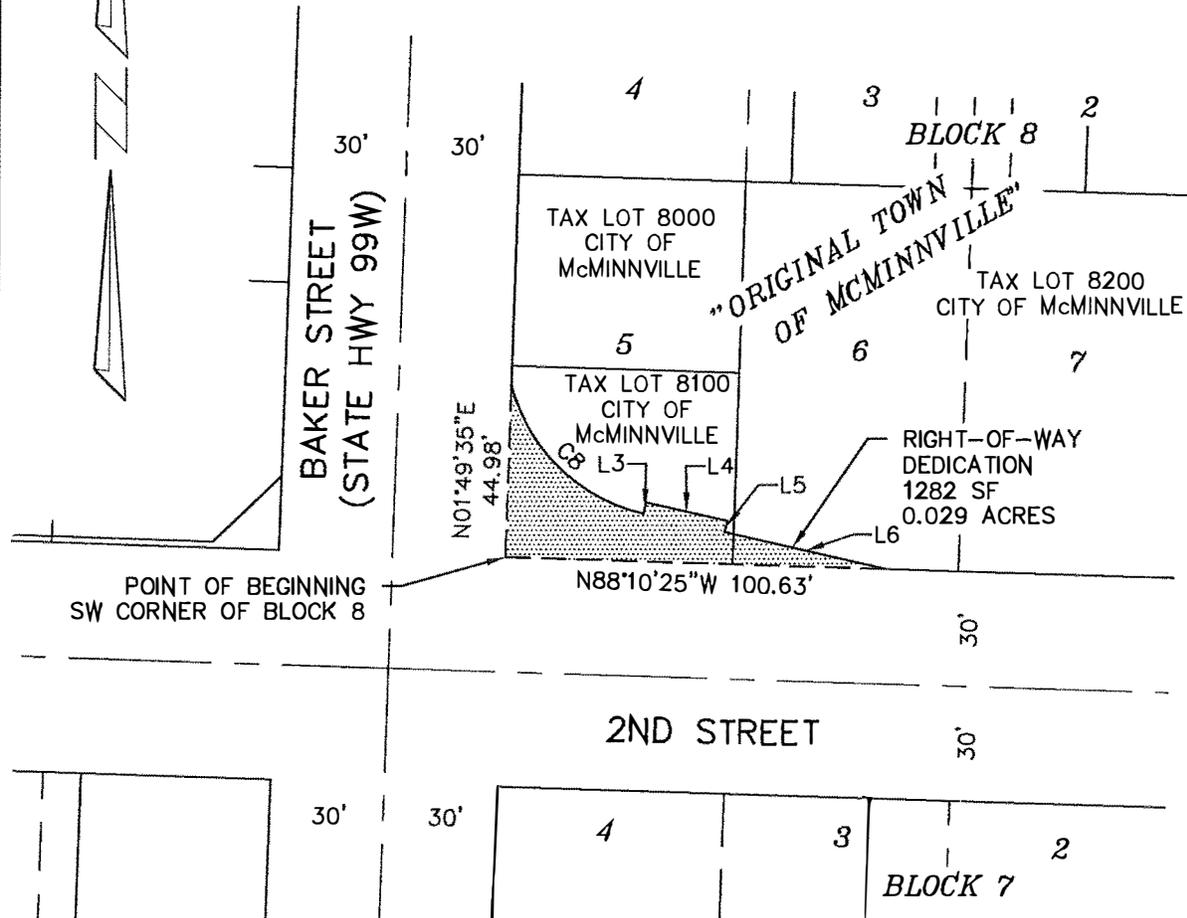 4
3
2
BLOCK 8
30'
30'
"ORIGINAL TOWN
OF MCMINNVILLE"
TAX LOT 8000
CITY OF
McMINNVILLE
TAX LOT 8200
CITY OF McMINNVILLE
BAKER STREET
(STATE HWY 99W)
5
6
7
TAX LOT 8100
CITY OF
McMINNVILLE
N01°49'35"E
44.98'
C8
L3
L4
L5
L6
RIGHT-OF-WAY
DEDICATION
1282 SF
0.029 ACRES
POINT OF BEGINNING
SW CORNER OF BLOCK 8
N88°10'25"W 100.63'
30'
2ND STREET
30'
30'
30'
4
3
2
BLOCK 7